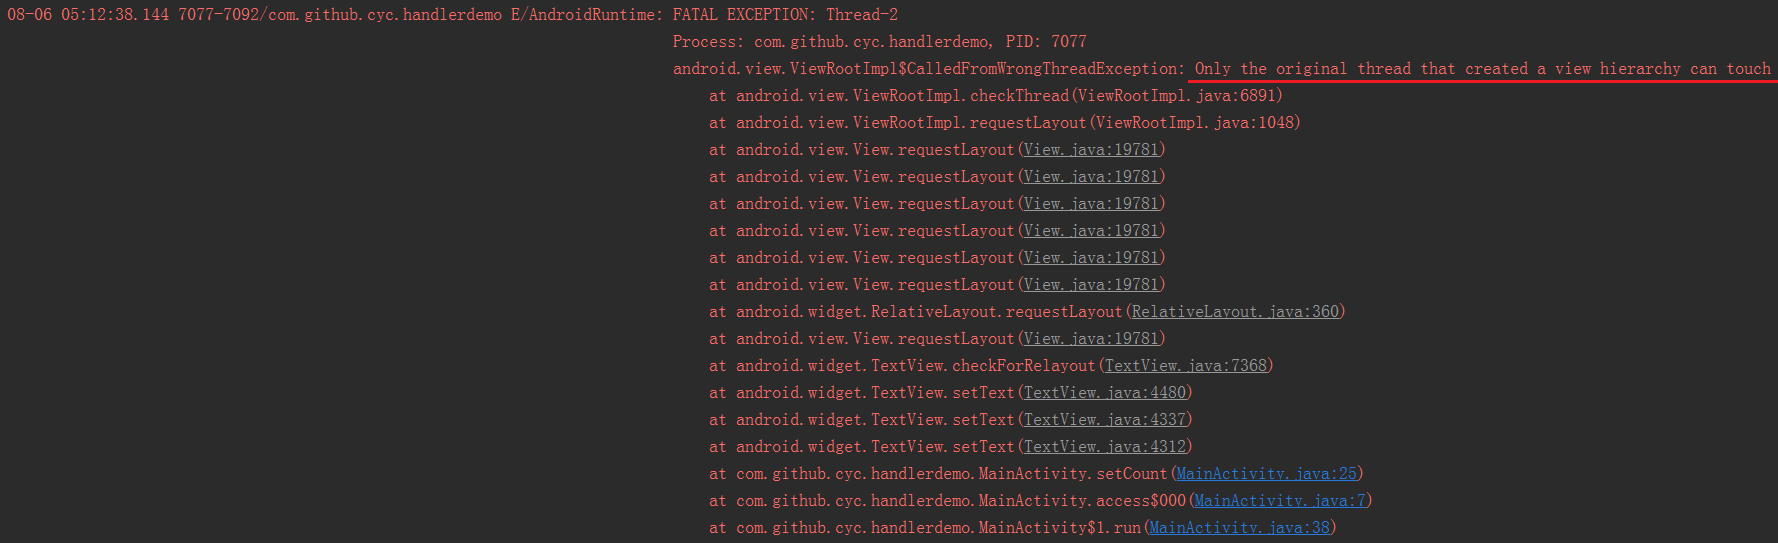 08-06 05:12:38.144 7077-7092/com.github.cyc.handlerdemo E/AndroidRuntime: FATAL EXCEPTION: Thread-2
Process: com.github.cyc.handlerdemo, PID: 7077
android.view.ViewRootImpl$CalledFromWrongThreadException: Only the original thread that created a view hierarchy can touch
at android.view.ViewRootImpl.checkThread(ViewRootImpl.java:6891)
at android.view.ViewRootImpl.requestLayout(ViewRootImpl.java:1048)
at android.view.View.requestLayout(View.java:19781)
at android.view.View.requestLayout(View.java:19781)
at android.view.View.requestLayout(View.java:19781)
at android.view.View.requestLayout(View.java:19781)
at android.view.View.requestLayout(View.java:19781)
at android.view.View.requestLayout(View.java:19781)
at android.widget.RelativeLayout.requestLayout(RelativeLayout.java:360)
at android.view.View.requestLayout(View.java:19781)
at android.widget.TextView.checkForRelayout(TextView.java:7368)
at android.widget.TextView.setText(TextView.java:4480)
at android.widget.TextView.setText(TextView.java:4337)
at android.widget.TextView.setText(TextView.java:4312)
at com.github.cyc.handlerdemo.MainActivity.setCount(MainActivity.java:25)
at com.github.cyc.handlerdemo.MainActivity.access$000(MainActivity.java:7)
at com.github.cyc.handlerdemo.MainActivity$1.run(MainActivity.java:38)